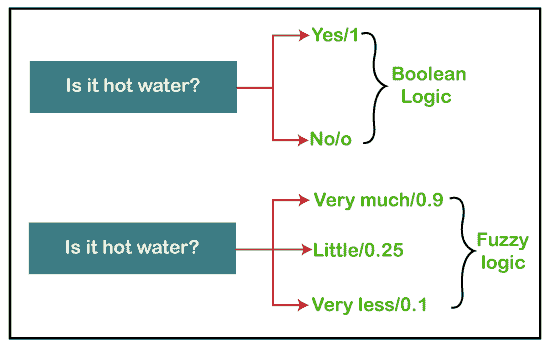 Is it hot water?
Yes/1
No/o
Boolean
Logic
Is it hot water?
Very much/0.9
Little/0.25
Very less/0.1
Fuzzy
logic